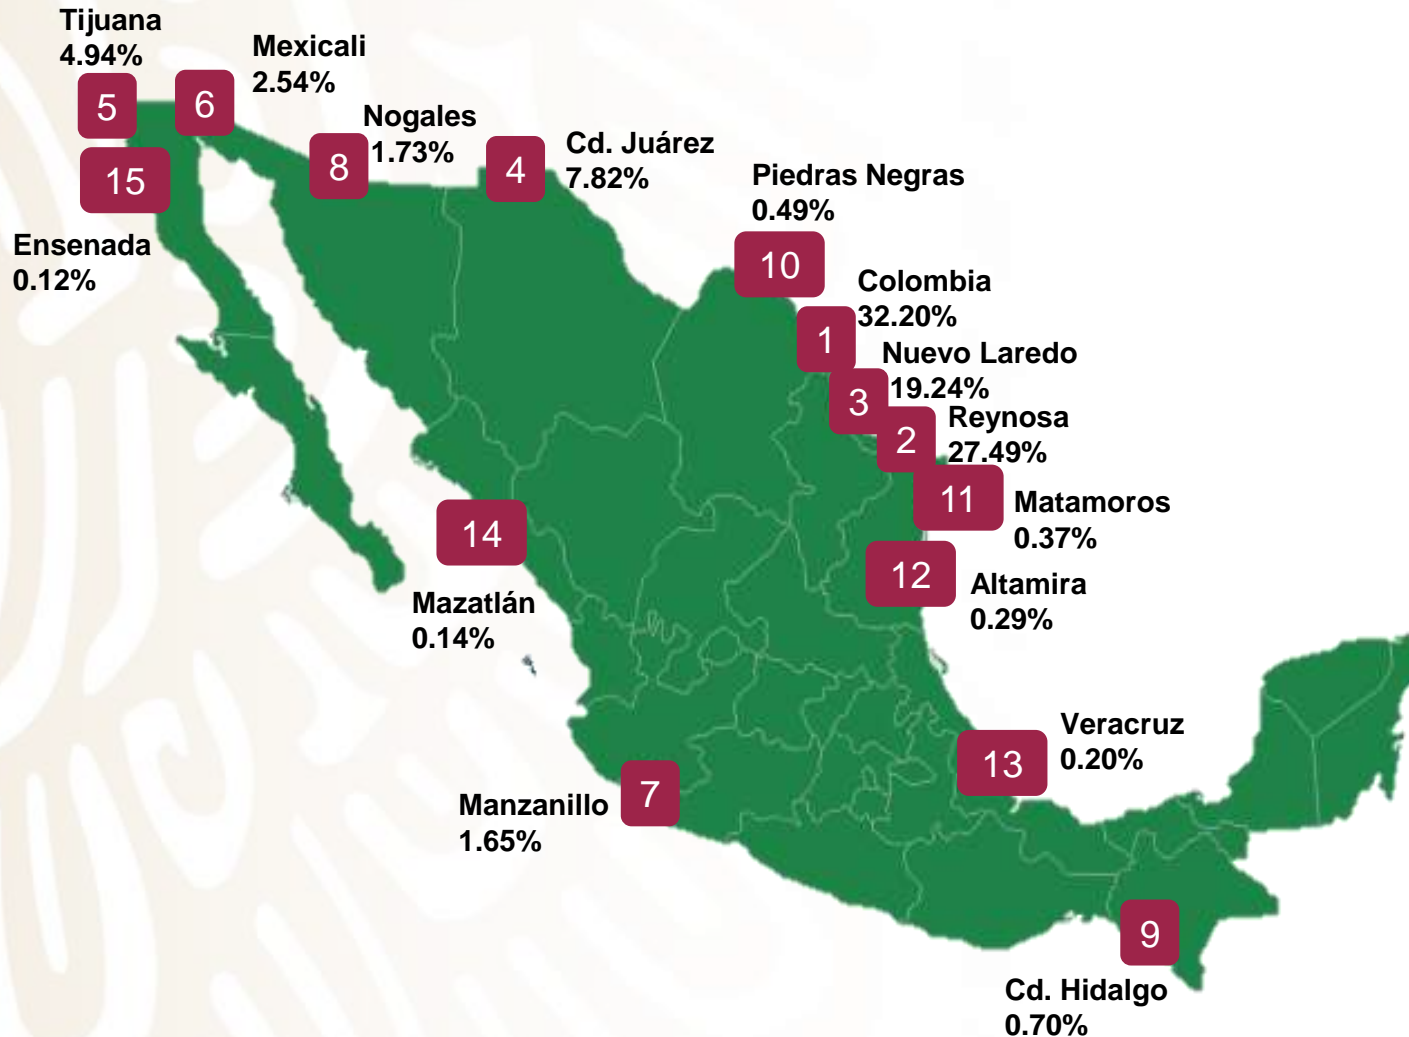 Tijuana
4.94%
5
Mexicali
2.54%
6
Nogales
1.73%
8
Cd. Juárez
7.82%
4
15
Ensenada
0.12%
Piedras Negras
0.49%
10
Colombia
32.20%
1
Nuevo Laredo
19.24%
3
Reynosa
27.49%
2
11
Matamoros
0.37%
14
Mazatlán
0.14%
12
Altamira
0.29%
Veracruz
0.20%
13
Manzanillo
1.65%
7
9
Cd. Hidalgo
0.70%